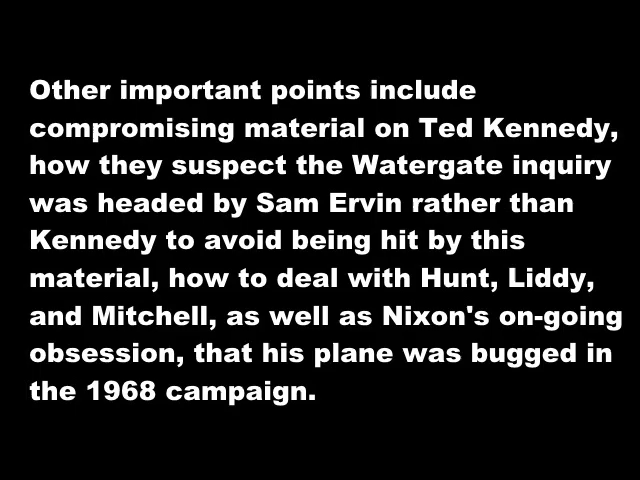 Other important points include
compromising material on Ted Kennedy,
how they suspect the Watergate inquiry
was headed by Sam Ervin rather than
Kennedy to avoid being hit by this
material, how to deal with Hunt, Liddy,
and Mitchell, as well as Nixon's on-going
obsession, that his plane was bugged in
the 1968 campaign.